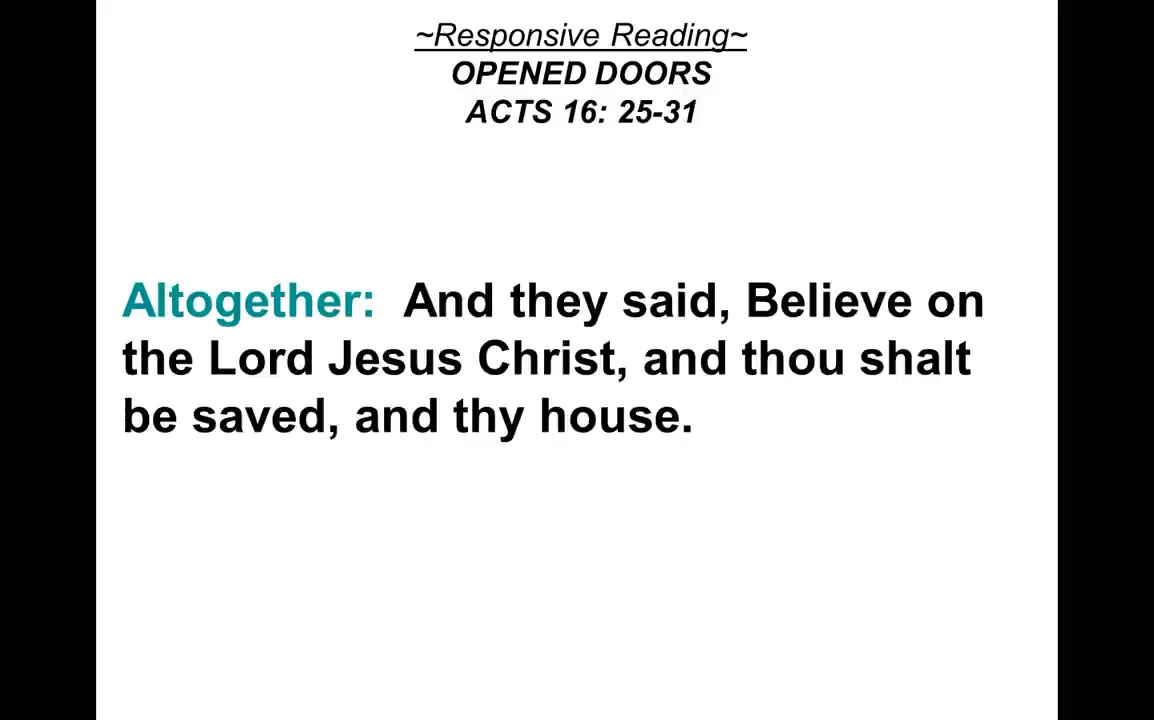 ~Responsive Reading~
OPENED DOORS
ACTS 16: 25-31
Altogether: And they said, Believe on
the Lord Jesus Christ, and thou shalt
be saved, and thy house.